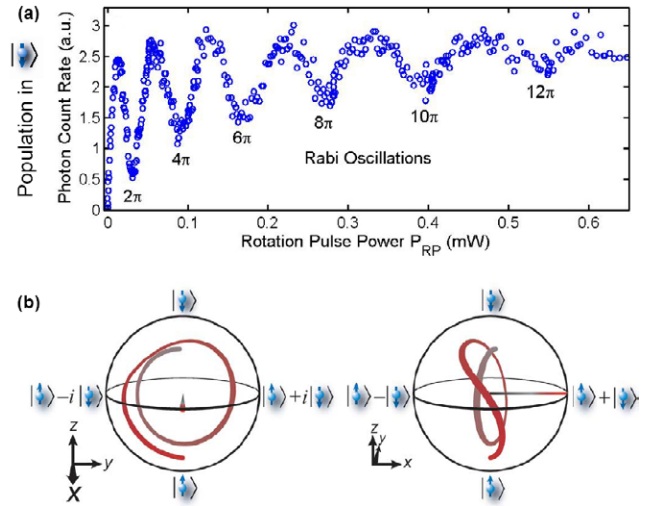 (a)
Population in | ⟩
Photon Count Rate (a.u.)
3
2.5
2
1.5
1
0.5
0
2π
4π
6π
8π
10π
12π
Rabi Oscillations
0 0.1 0.2 0.3 0.4 0.5 0.6
Rotation Pulse Power P_RP (mW)
(b)
| ⟩
| ⟩
| ⟩−i| ⟩
| ⟩+i| ⟩
| ⟩−| ⟩
| ⟩+| ⟩
z
y
x
z
y
x
| ⟩
| ⟩